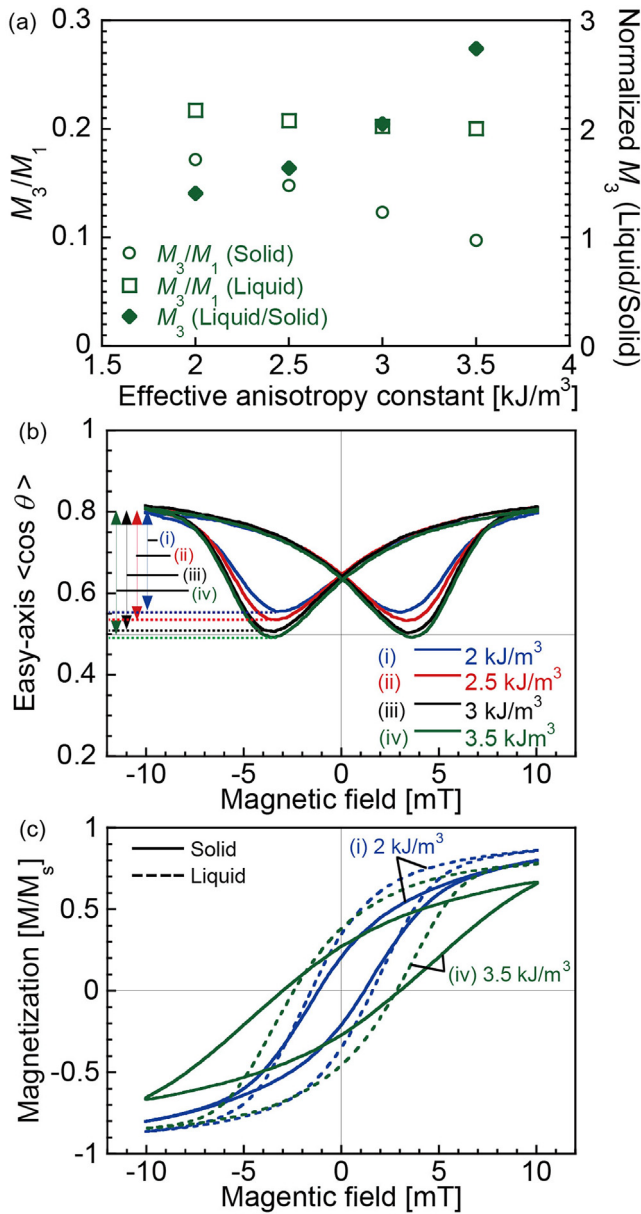 (a)
0.3
0.2
0.1
0
M3/M1
3
2
1
0
Normalized M3 (Liquid/Solid)
M3/M1 (Solid)
M3/M1 (Liquid)
M3 (Liquid/Solid)
1.5 2 2.5 3 3.5 4
Effective anisotropy constant [kJ/m³]
(b)
1
0.8
0.6
0.4
0.2
Easy-axis <cos θ>
(i)
(ii)
(iii)
(iv)
(i) 2 kJ/m³
(ii) 2.5 kJ/m³
(iii) 3 kJ/m³
(iv) 3.5 kJm³
-10 -5 0 5 10
Magnetic field [mT]
(c)
1
0.5
0
-0.5
-1
Magnetization [M/Ms]
Solid
Liquid
(i) 2 kJ/m³
(iv) 3.5 kJ/m³
-10 -5 0 5 10
Magentic field [mT]